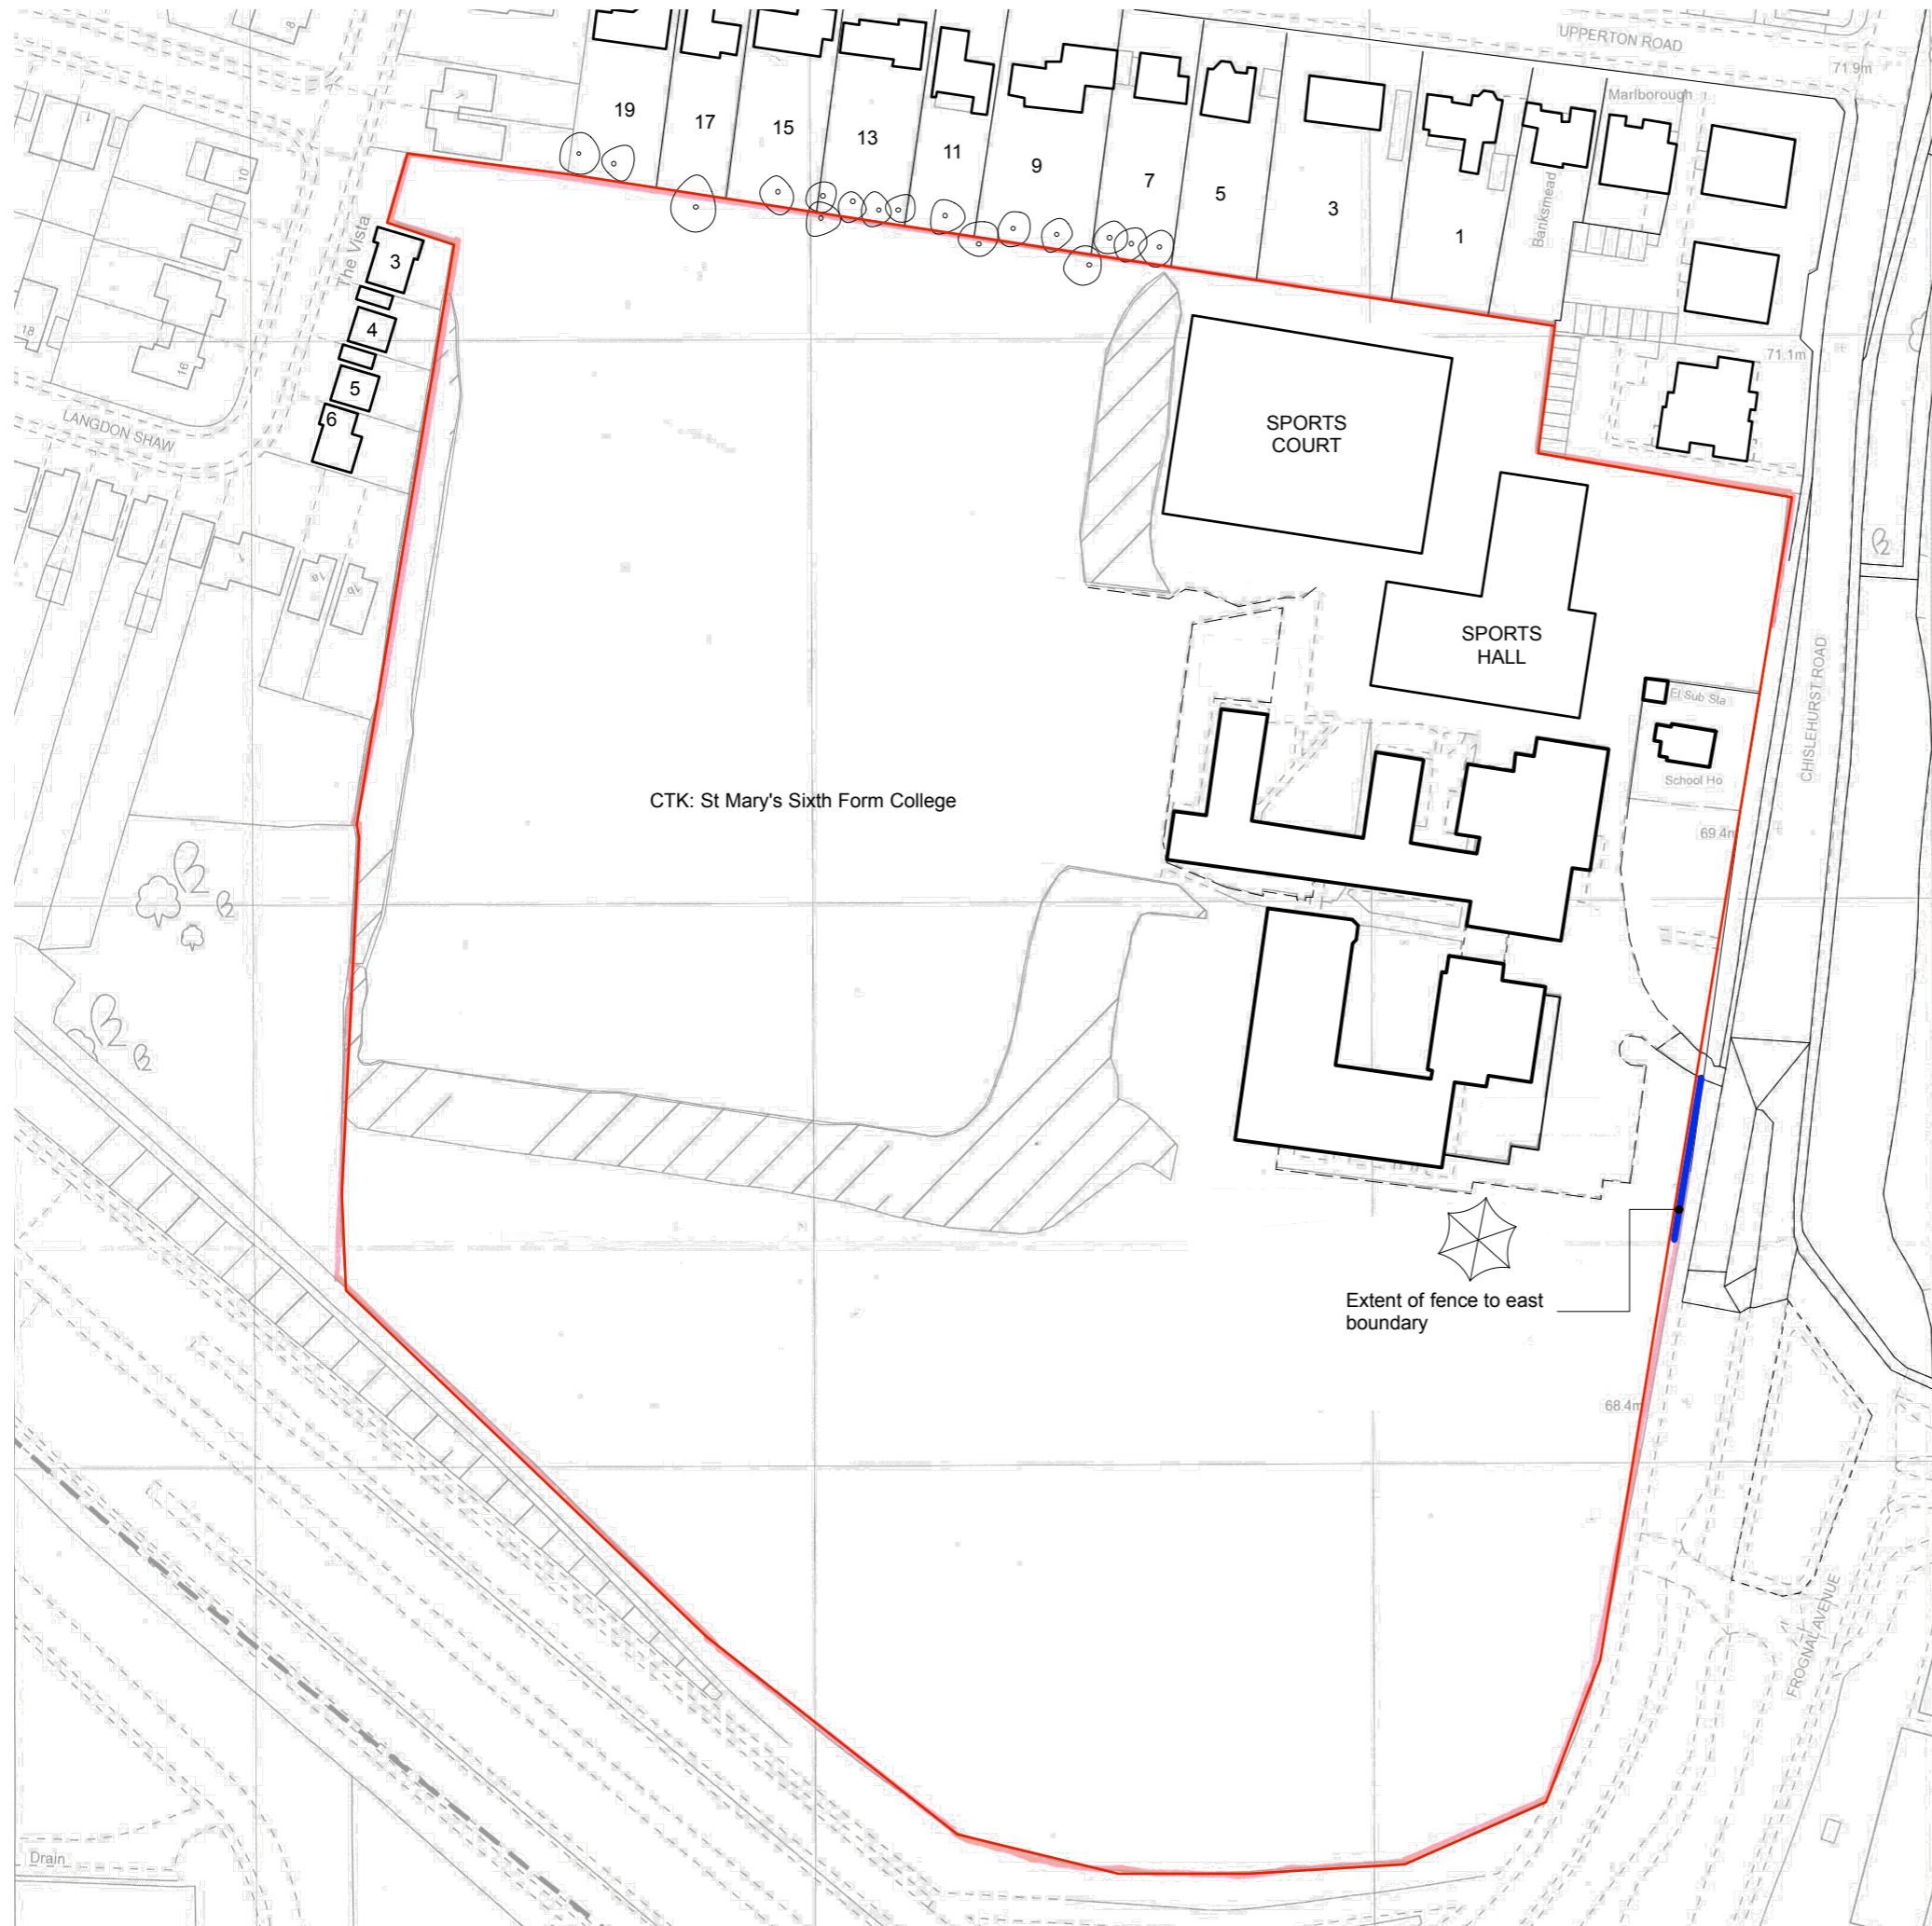 UPPERTON ROAD
71.9m
8
Marlborough
19
17
15
13
11
9
7
5
3
1
Banksmead
10
The Vista
3
4
5
6
18
16
71.1m
LANGDON SHAW
SPORTS
COURT
SPORTS
HALL
El Sub Sta
CHISLEHURST ROAD
School Ho
CTK: St Mary's Sixth Form College
69.4m
Extent of fence to east
boundary
68.4m
FROGNAL AVENUE
Drain